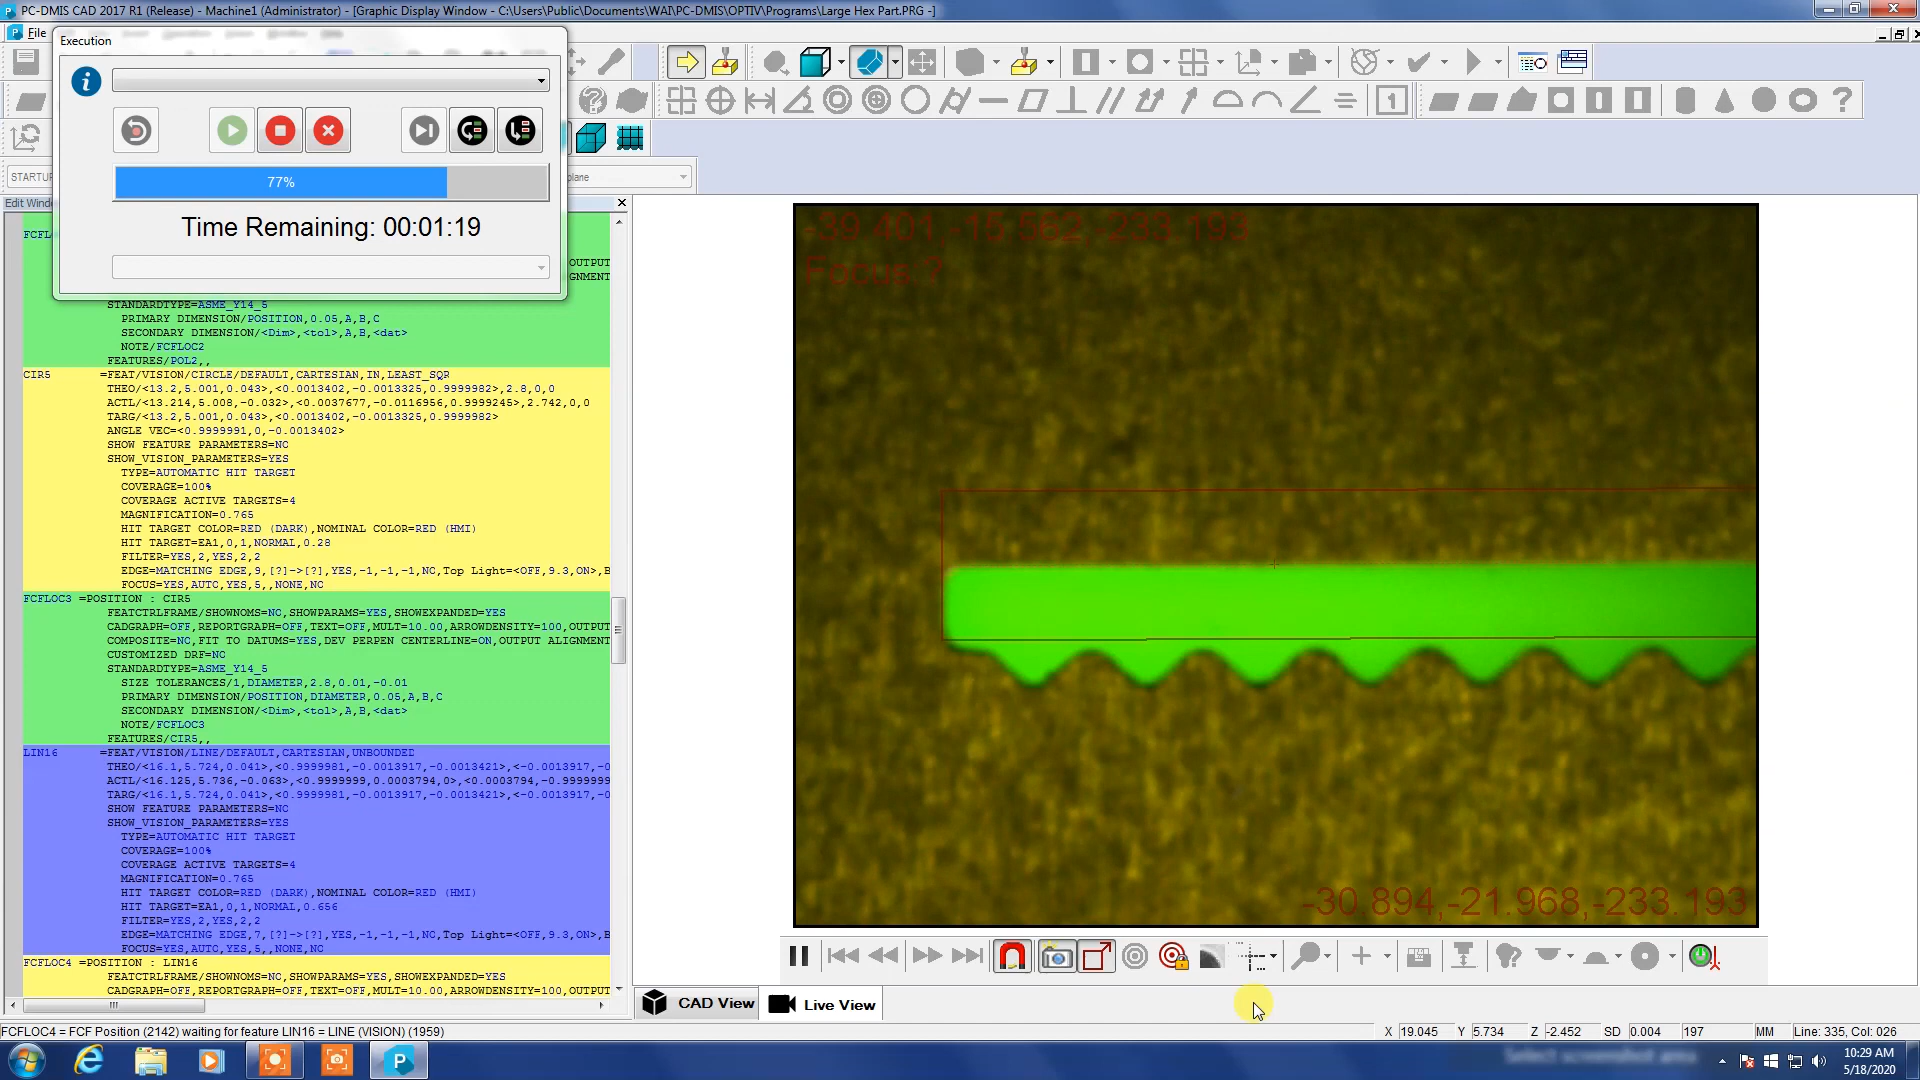 PC-DMIS CAD 2017 R1 (Release) - Machine1 (Administrator) - [Graphic Display Window - C:\Users\Public\Documents\WAI\PC-DMIS\OPTIV\Programs\Large Hex Part.PRG -]
File
Execution
77%
Time Remaining: 00:01:19
STARTUP
plane
Edit Windo
FCFL
OUTPUT
GNMENT
STANDARDTYPE=ASME_Y14_5
PRIMARY DIMENSION/POSITION,0.05,A,B,C
SECONDARY DIMENSION/<Dim>,<tol>,A,B,<dat>
NOTE/FCFLOC2
FEATURES/POL2,,
CIR5 =FEAT/VISION/CIRCLE/DEFAULT,CARTESIAN,IN,LEAST_SQR
THEO/<13.2,5.001,0.043>,<0.0013402,-0.0013325,0.9999982>,2.8,0,0
ACTL/<13.214,5.008,-0.032>,<0.0037677,-0.0116956,0.9999245>,2.742,0,0
TARG/<13.2,5.001,0.043>,<0.0013402,-0.0013325,0.9999982>
ANGLE VEC=<0.9999991,0,-0.0013402>
SHOW FEATURE PARAMETERS=NO
SHOW_VISION_PARAMETERS=YES
TYPE=AUTOMATIC HIT TARGET
COVERAGE=100%
COVERAGE ACTIVE TARGETS=4
MAGNIFICATION=0.765
HIT TARGET COLOR=RED (DARK),NOMINAL COLOR=RED (HMI)
HIT TARGET=EA1,0,1,NORMAL,0.28
FILTER=YES,2,YES,2,2
EDGE=MATCHING EDGE,9,[?]->[?],YES,-1,-1,-1,NO,Top Light=<OFF,9.3,ON>,B
FOCUS=YES,AUTO,YES,5,,NONE,NO
FCFLOC3 =POSITION : CIR5
FEATCTRLFRAME/SHOWNOMS=NO,SHOWPARAMS=YES,SHOWEXPANDED=YES
CADGRAPH=OFF,REPORTGRAPH=OFF,TEXT=OFF,MULT=10.00,ARROWDENSITY=100,OUTPUT
COMPOSITE=NO,FIT TO DATUMS=YES,DEV PERPEN CENTERLINE=ON,OUTPUT ALIGNMENT
CUSTOMIZED DRF=NO
STANDARDTYPE=ASME_Y14_5
SIZE TOLERANCES/1,DIAMETER,2.8,0.01,-0.01
PRIMARY DIMENSION/POSITION,DIAMETER,0.05,A,B,C
SECONDARY DIMENSION/<Dim>,<tol>,A,B,<dat>
NOTE/FCFLOC3
FEATURES/CIR5,,
LIN16 =FEAT/VISION/LINE/DEFAULT,CARTESIAN,UNBOUNDED
THEO/<16.1,5.724,0.041>,<0.9999981,-0.0013917,-0.0013421>,<-0.0013917,-0
ACTL/<16.125,5.736,-0.063>,<0.9999999,0.0003794,0>,<0.0003794,-0.9999999
TARG/<16.1,5.724,0.041>,<0.9999981,-0.0013917,-0.0013421>,<-0.0013917,-0
SHOW FEATURE PARAMETERS=NO
SHOW_VISION_PARAMETERS=YES
TYPE=AUTOMATIC HIT TARGET
COVERAGE=100%
COVERAGE ACTIVE TARGETS=4
MAGNIFICATION=0.765
HIT TARGET COLOR=RED (DARK),NOMINAL COLOR=RED (HMI)
HIT TARGET=EA1,0,1,NORMAL,0.656
FILTER=YES,2,YES,2,2
EDGE=MATCHING EDGE,7,[?]->[?],YES,-1,-1,-1,NO,Top Light=<OFF,9.3,ON>,B
FOCUS=YES,AUTO,YES,5,,NONE,NO
FCFLOC4 =POSITION : LIN16
FEATCTRLFRAME/SHOWNOMS=NO,SHOWPARAMS=YES,SHOWEXPANDED=YES
CADGRAPH=OFF,REPORTGRAPH=OFF,TEXT=OFF,MULT=10.00,ARROWDENSITY=100,OUTPUT
-39.401,-15.562,-233.193
Focus ?
-30.894,-21.968,-233.193
CAD View
Live View
FCFLOC4 = FCF Position (2142) waiting for feature LIN16 = LINE (VISION) (1959)
X 19.045 Y 5.734 Z -2.452 SD 0.004 197 MM Line: 335, Col: 026
Select screenshot area
10:29 AM
5/18/2020